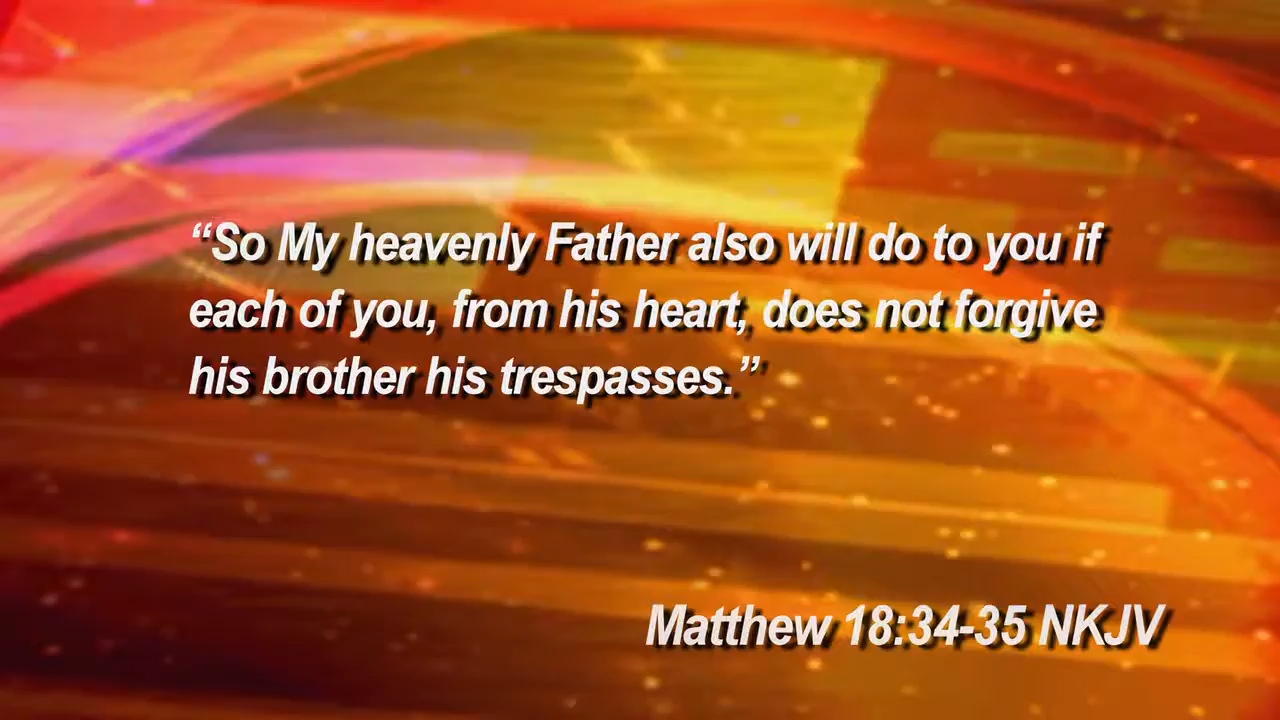 “So My heavenly Father also will do to you if
each of you, from his heart, does not forgive
his brother his trespasses.”
Matthew 18:34-35 NKJV